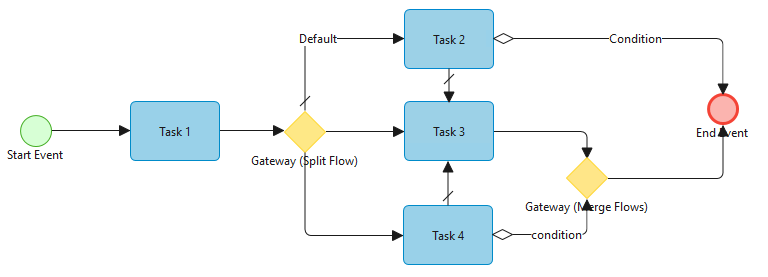 Default
Task 2
Condition
Start Event
Task 1
Gateway (Split Flow)
Task 3
End Event
Gateway (Merge Flows)
Task 4
condition